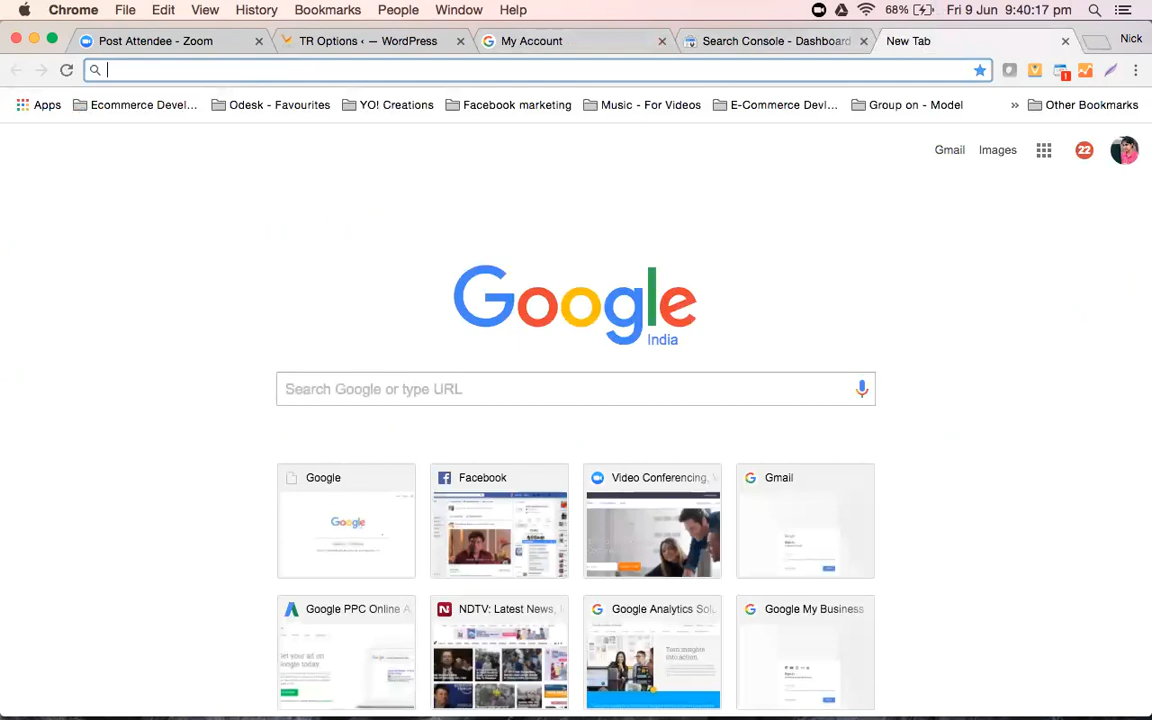 Chrome File Edit View History Bookmarks People Window Help 68% Fri 9 Jun 9:40:17 pm
Post Attendee - Zoom TR Options ‹ — WordPress My Account Search Console - Dashboard New Tab Nick
Apps Ecommerce Devel... Odesk - Favourites YO! Creations Facebook marketing Music - For Videos E-Commerce Devl... Group on - Model » Other Bookmarks
Gmail Images 22
Google
India
Search Google or type URL
Google Facebook Video Conferencing, Gmail
Google PPC Online NDTV: Latest News, Google Analytics Google My Business